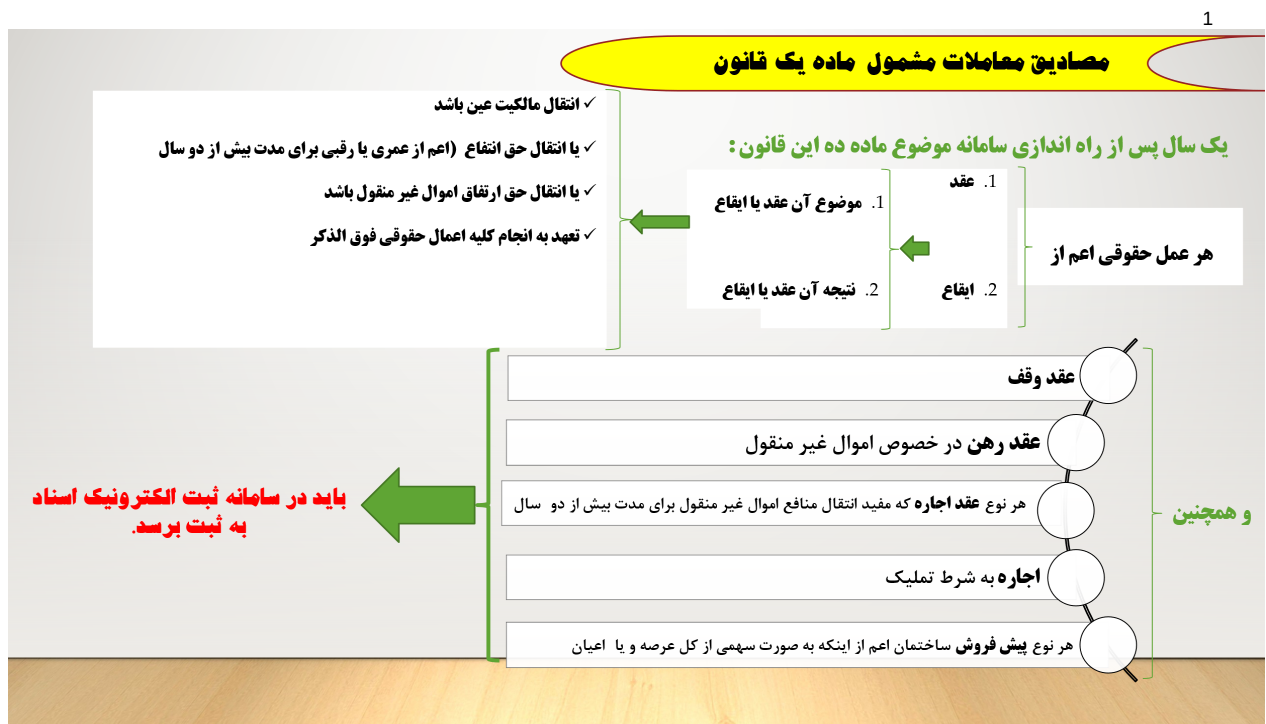 1
مصادیق معاملات مشمول ماده یک قانون
یک سال پس از راه اندازی سامانه موضوع ماده ده این قانون :
هر عمل حقوقی اعم از
1. عقد
2. ایقاع
1. موضوع آن عقد یا ایقاع
2. نتیجه آن عقد یا ایقاع
✓ انتقال مالکیت عین باشد
✓ یا انتقال حق انتفاع (اعم از عمری یا رقبی برای مدت بیش از دو سال
✓ یا انتقال حق ارتفاق اموال غیر منقول باشد
✓ تعهد به انجام کلیه اعمال حقوقی فوق الذکر
و همچنین
عقد وقف
عقد رهن در خصوص اموال غیر منقول
هر نوع عقد اجاره که مفید انتقال منافع اموال غیر منقول برای مدت بیش از دو سال
اجاره به شرط تملیک
هر نوع پیش فروش ساختمان اعم از اینکه به صورت سهمی از کل عرصه و یا اعیان
باید در سامانه ثبت الکترونیک اسناد
به ثبت برسد.